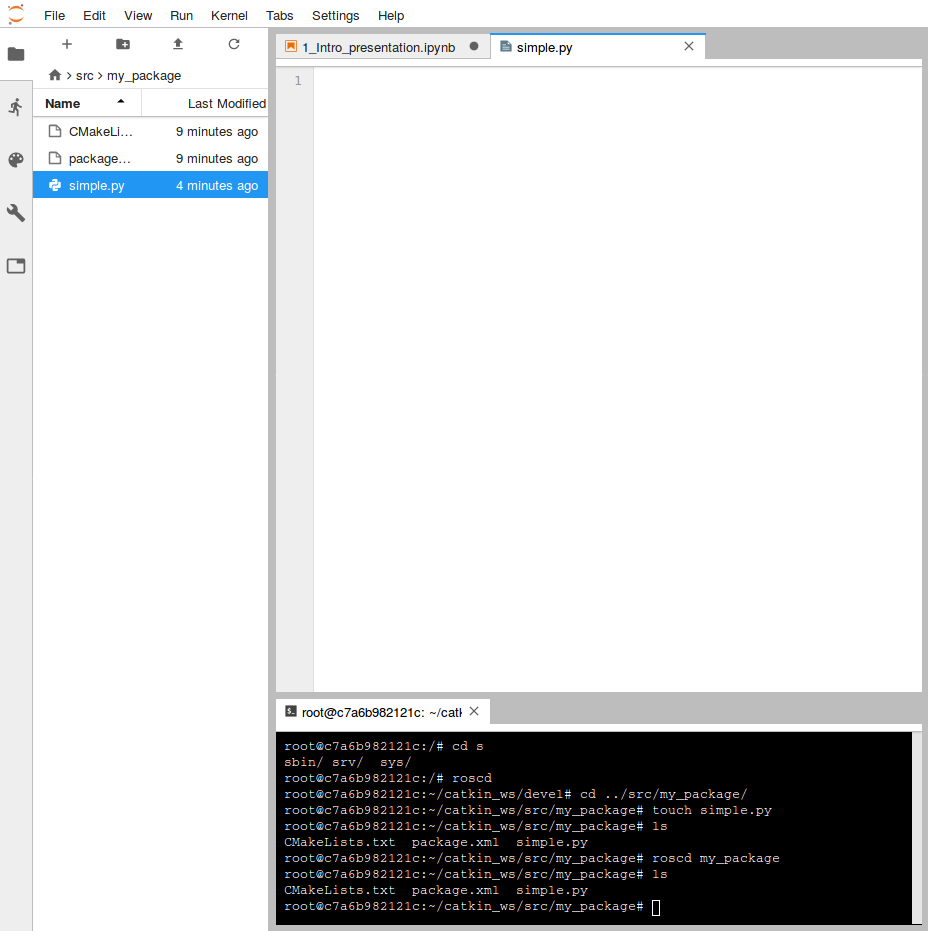 File Edit View Run Kernel Tabs Settings Help
src my_package
Name Last Modified
CMakeLi... 9 minutes ago
package... 9 minutes ago
simple.py 4 minutes ago
1_Intro_presentation.ipynb simple.py
1
root@c7a6b982121c: ~/catk
root@c7a6b982121c:/# cd s
sbin/ srv/  sys/
root@c7a6b982121c:/# roscd
root@c7a6b982121c:~/catkin_ws/devel# cd ../src/my_package/
root@c7a6b982121c:~/catkin_ws/src/my_package# touch simple.py
root@c7a6b982121c:~/catkin_ws/src/my_package# ls
CMakeLists.txt  package.xml  simple.py
root@c7a6b982121c:~/catkin_ws/src/my_package# roscd my_package
root@c7a6b982121c:~/catkin_ws/src/my_package# ls
CMakeLists.txt  package.xml  simple.py
root@c7a6b982121c:~/catkin_ws/src/my_package#